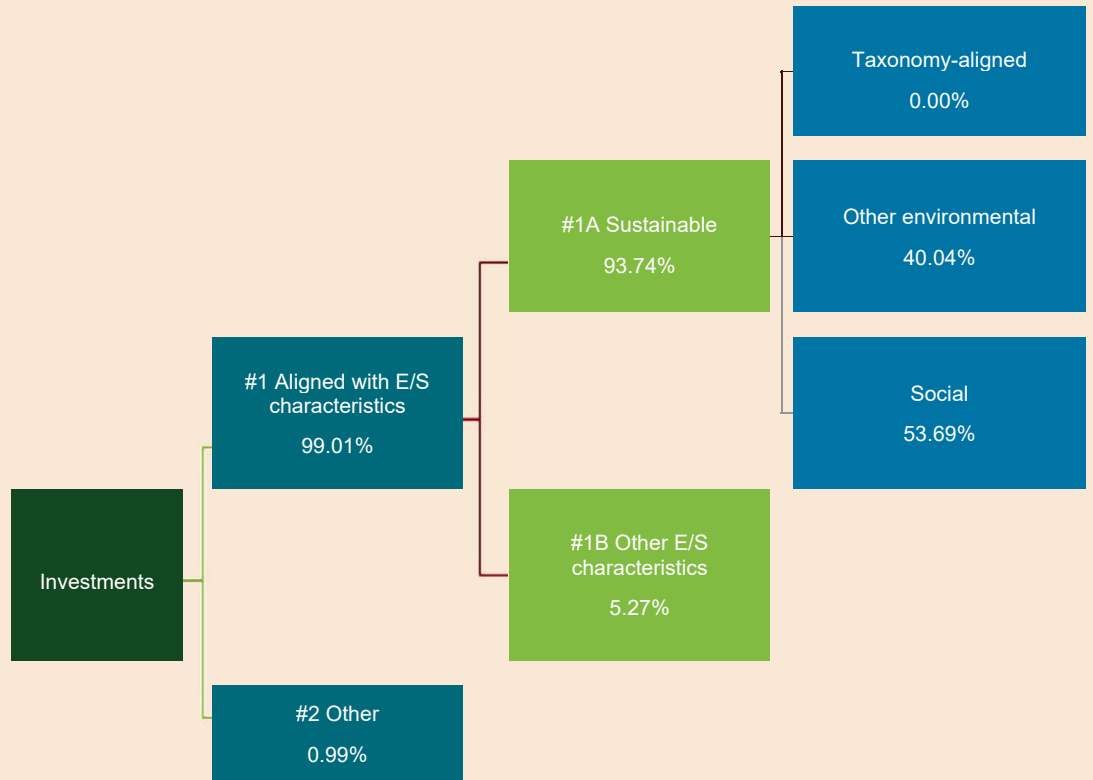 Taxonomy-aligned
0.00%
#1A Sustainable
93.74%
Other environmental
40.04%
#1 Aligned with E/S
characteristics
99.01%
Social
53.69%
Investments
#1B Other E/S
characteristics
5.27%
#2 Other
0.99%